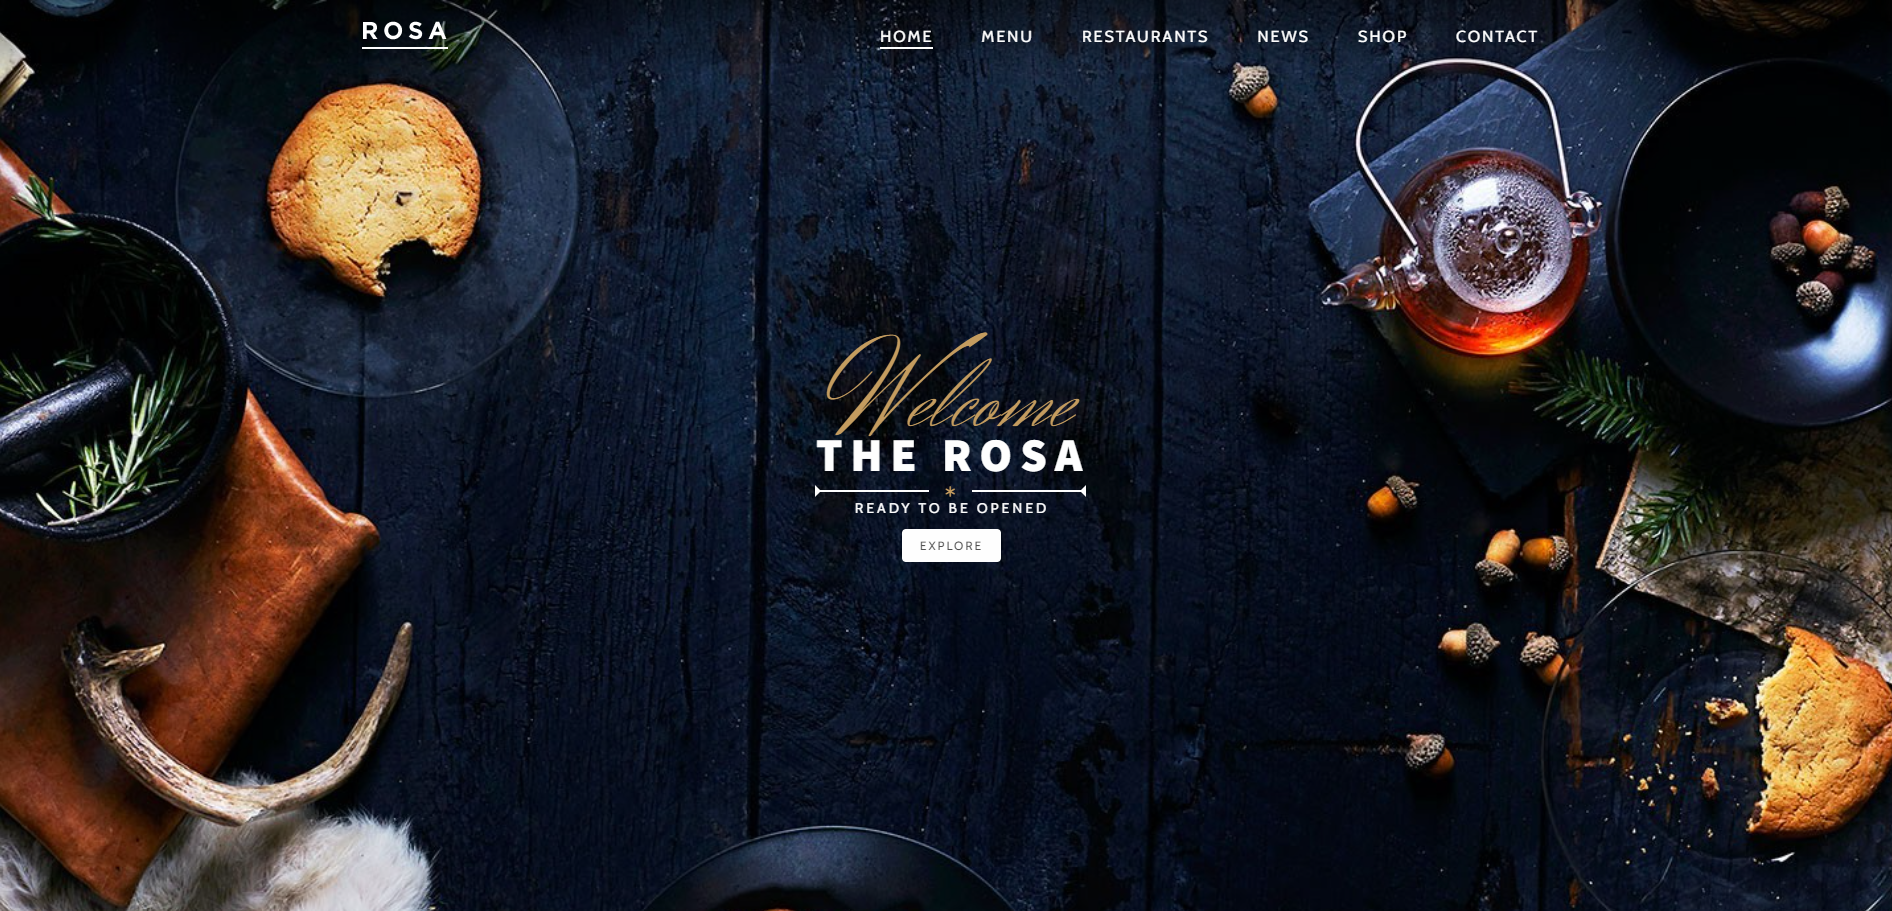 ROSA
HOME MENU RESTAURANTS NEWS SHOP CONTACT
Welcome
THE ROSA
READY TO BE OPENED
EXPLORE